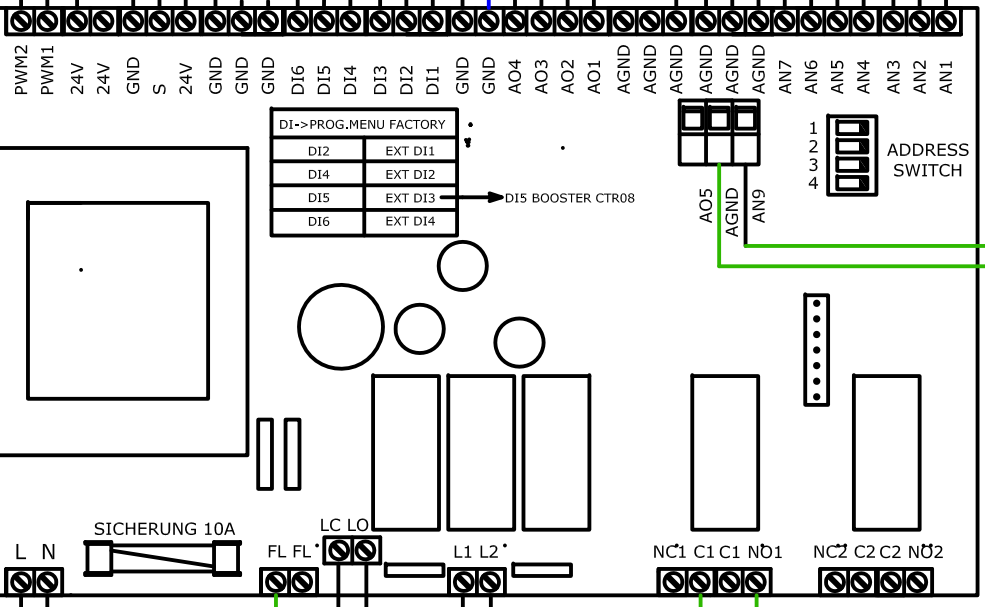 PWM2 PWM1 24V 24V GND S 24V GND GND GND DI6 DI5 DI4 DI3 DI2 DI1 GND GND AO4 AO3 AO2 AO1 AGND AGND AGND AGND AGND AGND AN7 AN6 AN5 AN4 AN3 AN2 AN1
DI->PROG.MENU FACTORY
DI2 EXT DI1
DI4 EXT DI2
DI5 EXT DI3 DI5 BOOSTER CTR08
DI6 EXT DI4
1
2
3
4
ADDRESS
SWITCH
AO5 AGND AN9
SICHERUNG 10A
LC LO
L N
FL FL
L1 L2
NC1 C1 C1 NO1
NC2 C2 C2 NO2